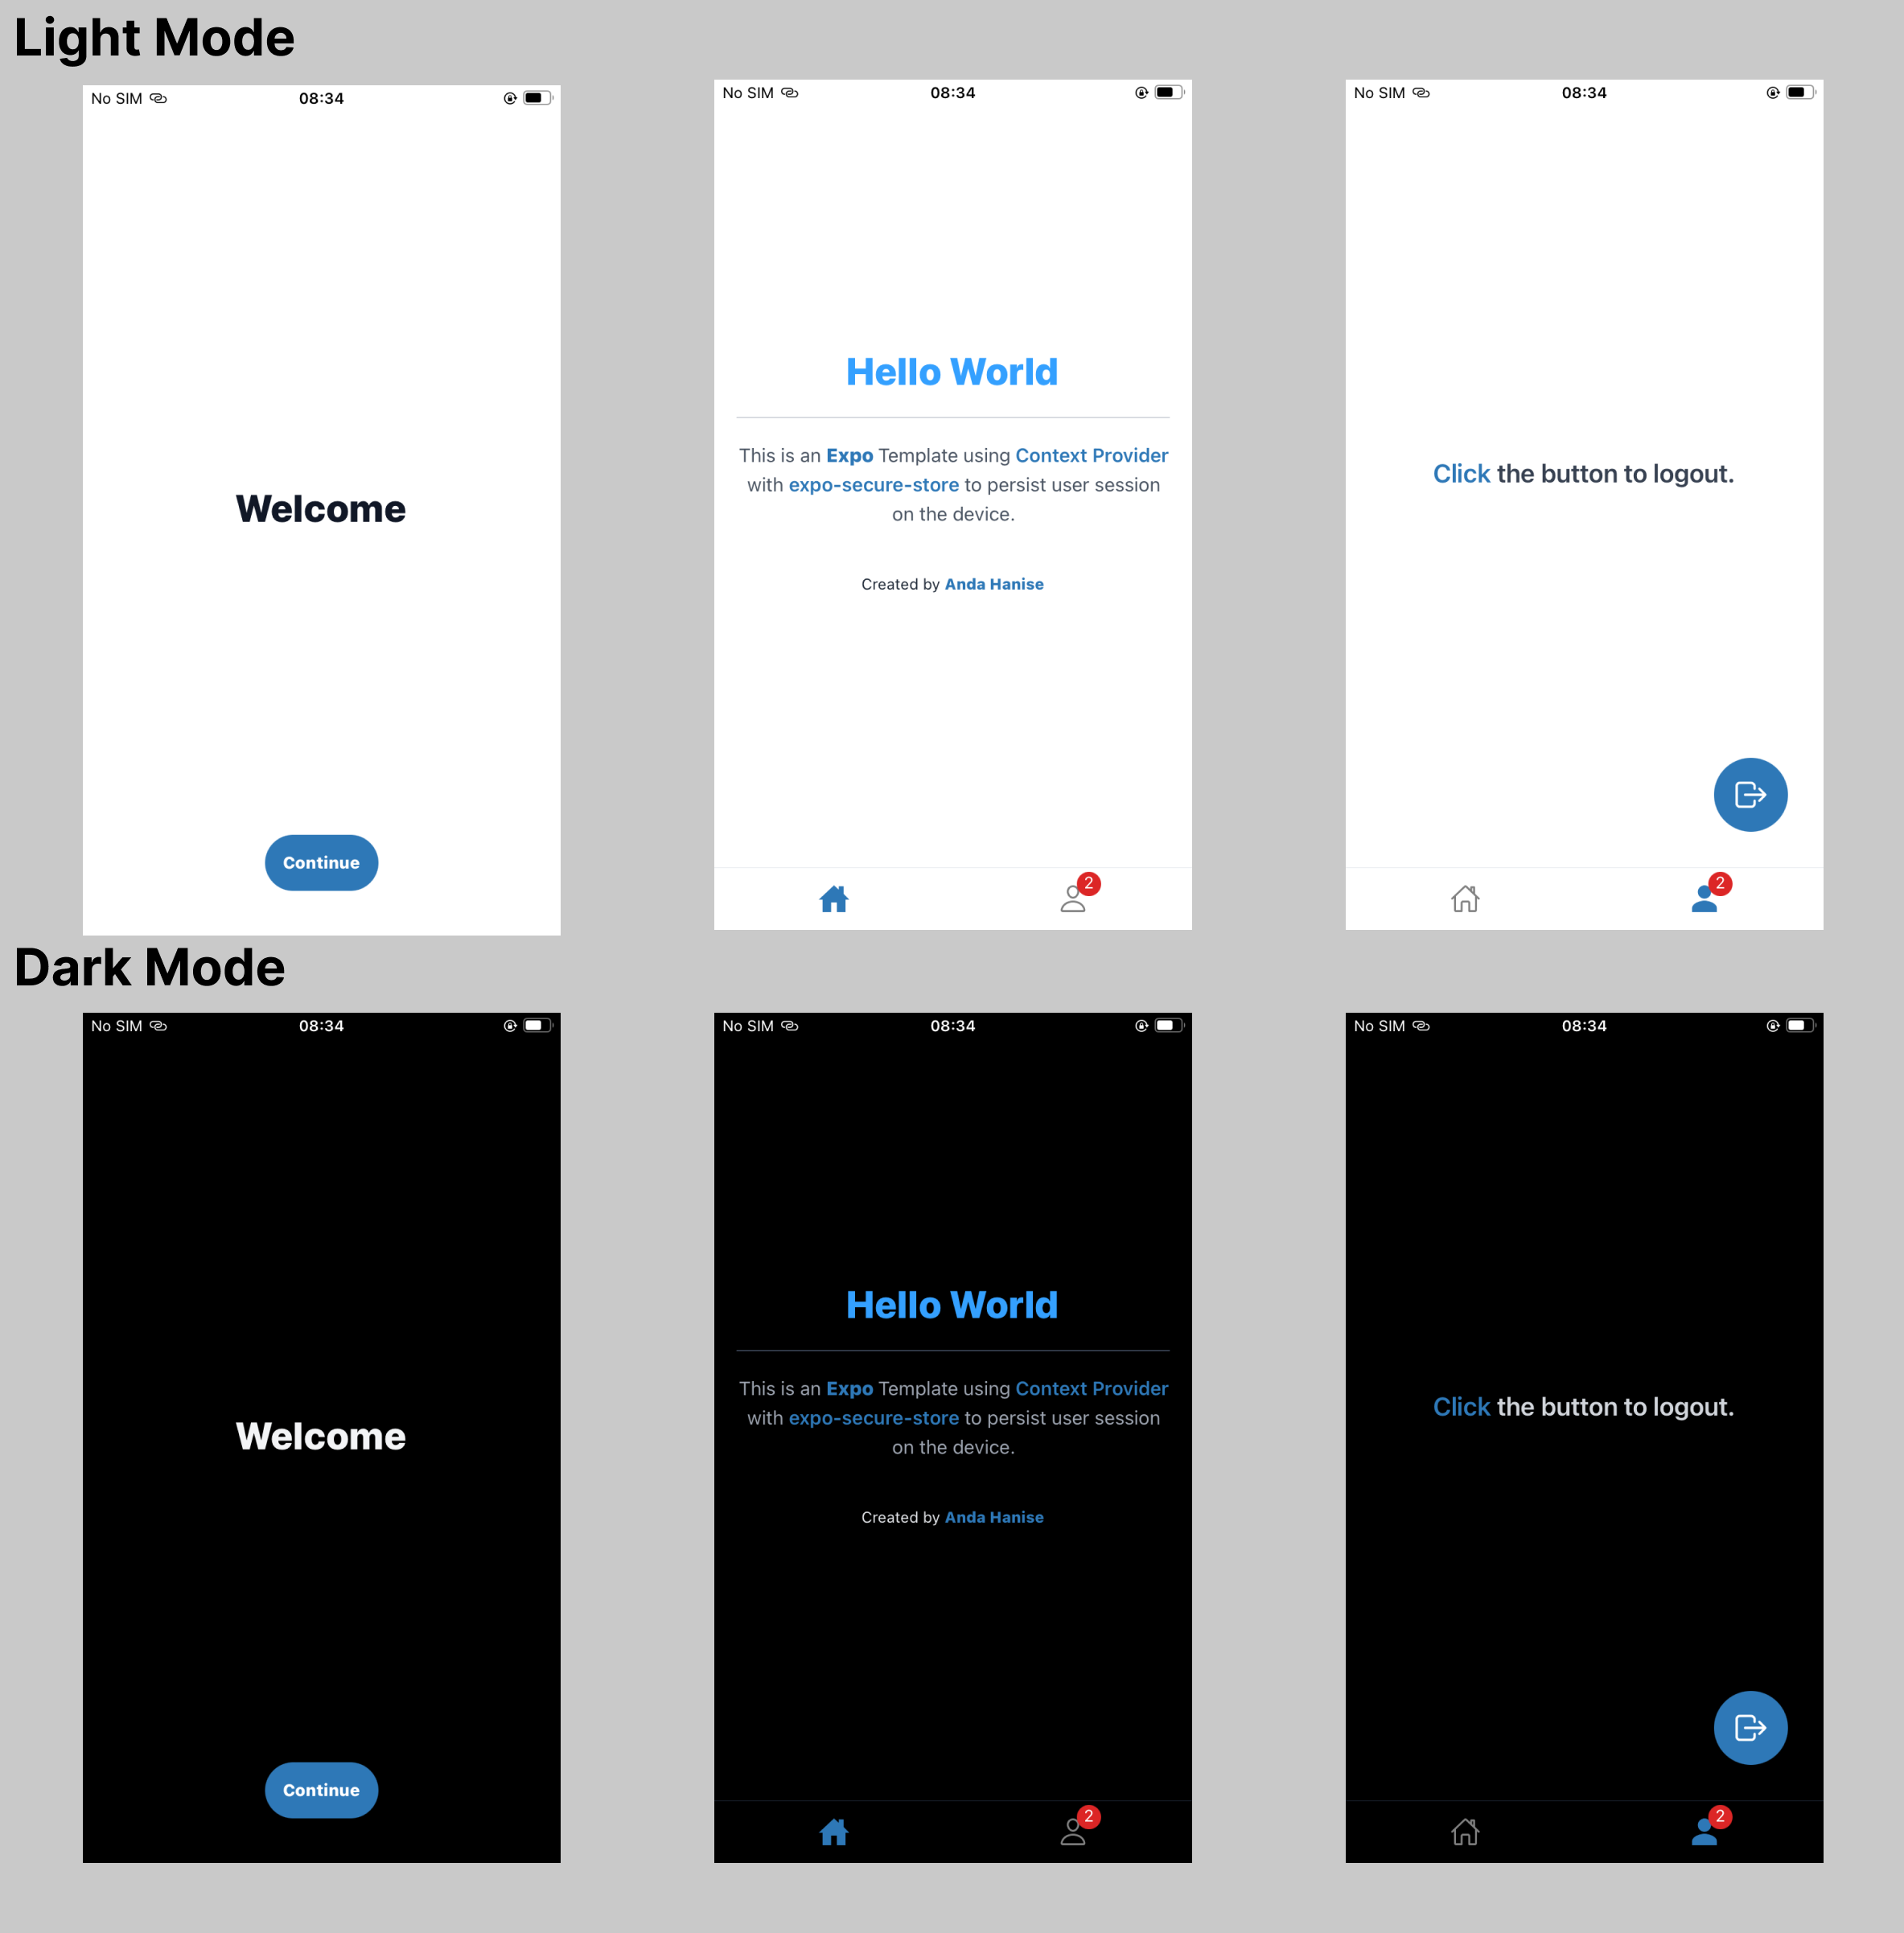 Light Mode
No SIM 08:34
Welcome
Continue
No SIM 08:34
Hello World
This is an Expo Template using Context Provider
with expo-secure-store to persist user session
on the device.
Created by Anda Hanise
2
No SIM 08:34
Click the button to logout.
2
Dark Mode
No SIM 08:34
Welcome
Continue
No SIM 08:34
Hello World
This is an Expo Template using Context Provider
with expo-secure-store to persist user session
on the device.
Created by Anda Hanise
2
No SIM 08:34
Click the button to logout.
2